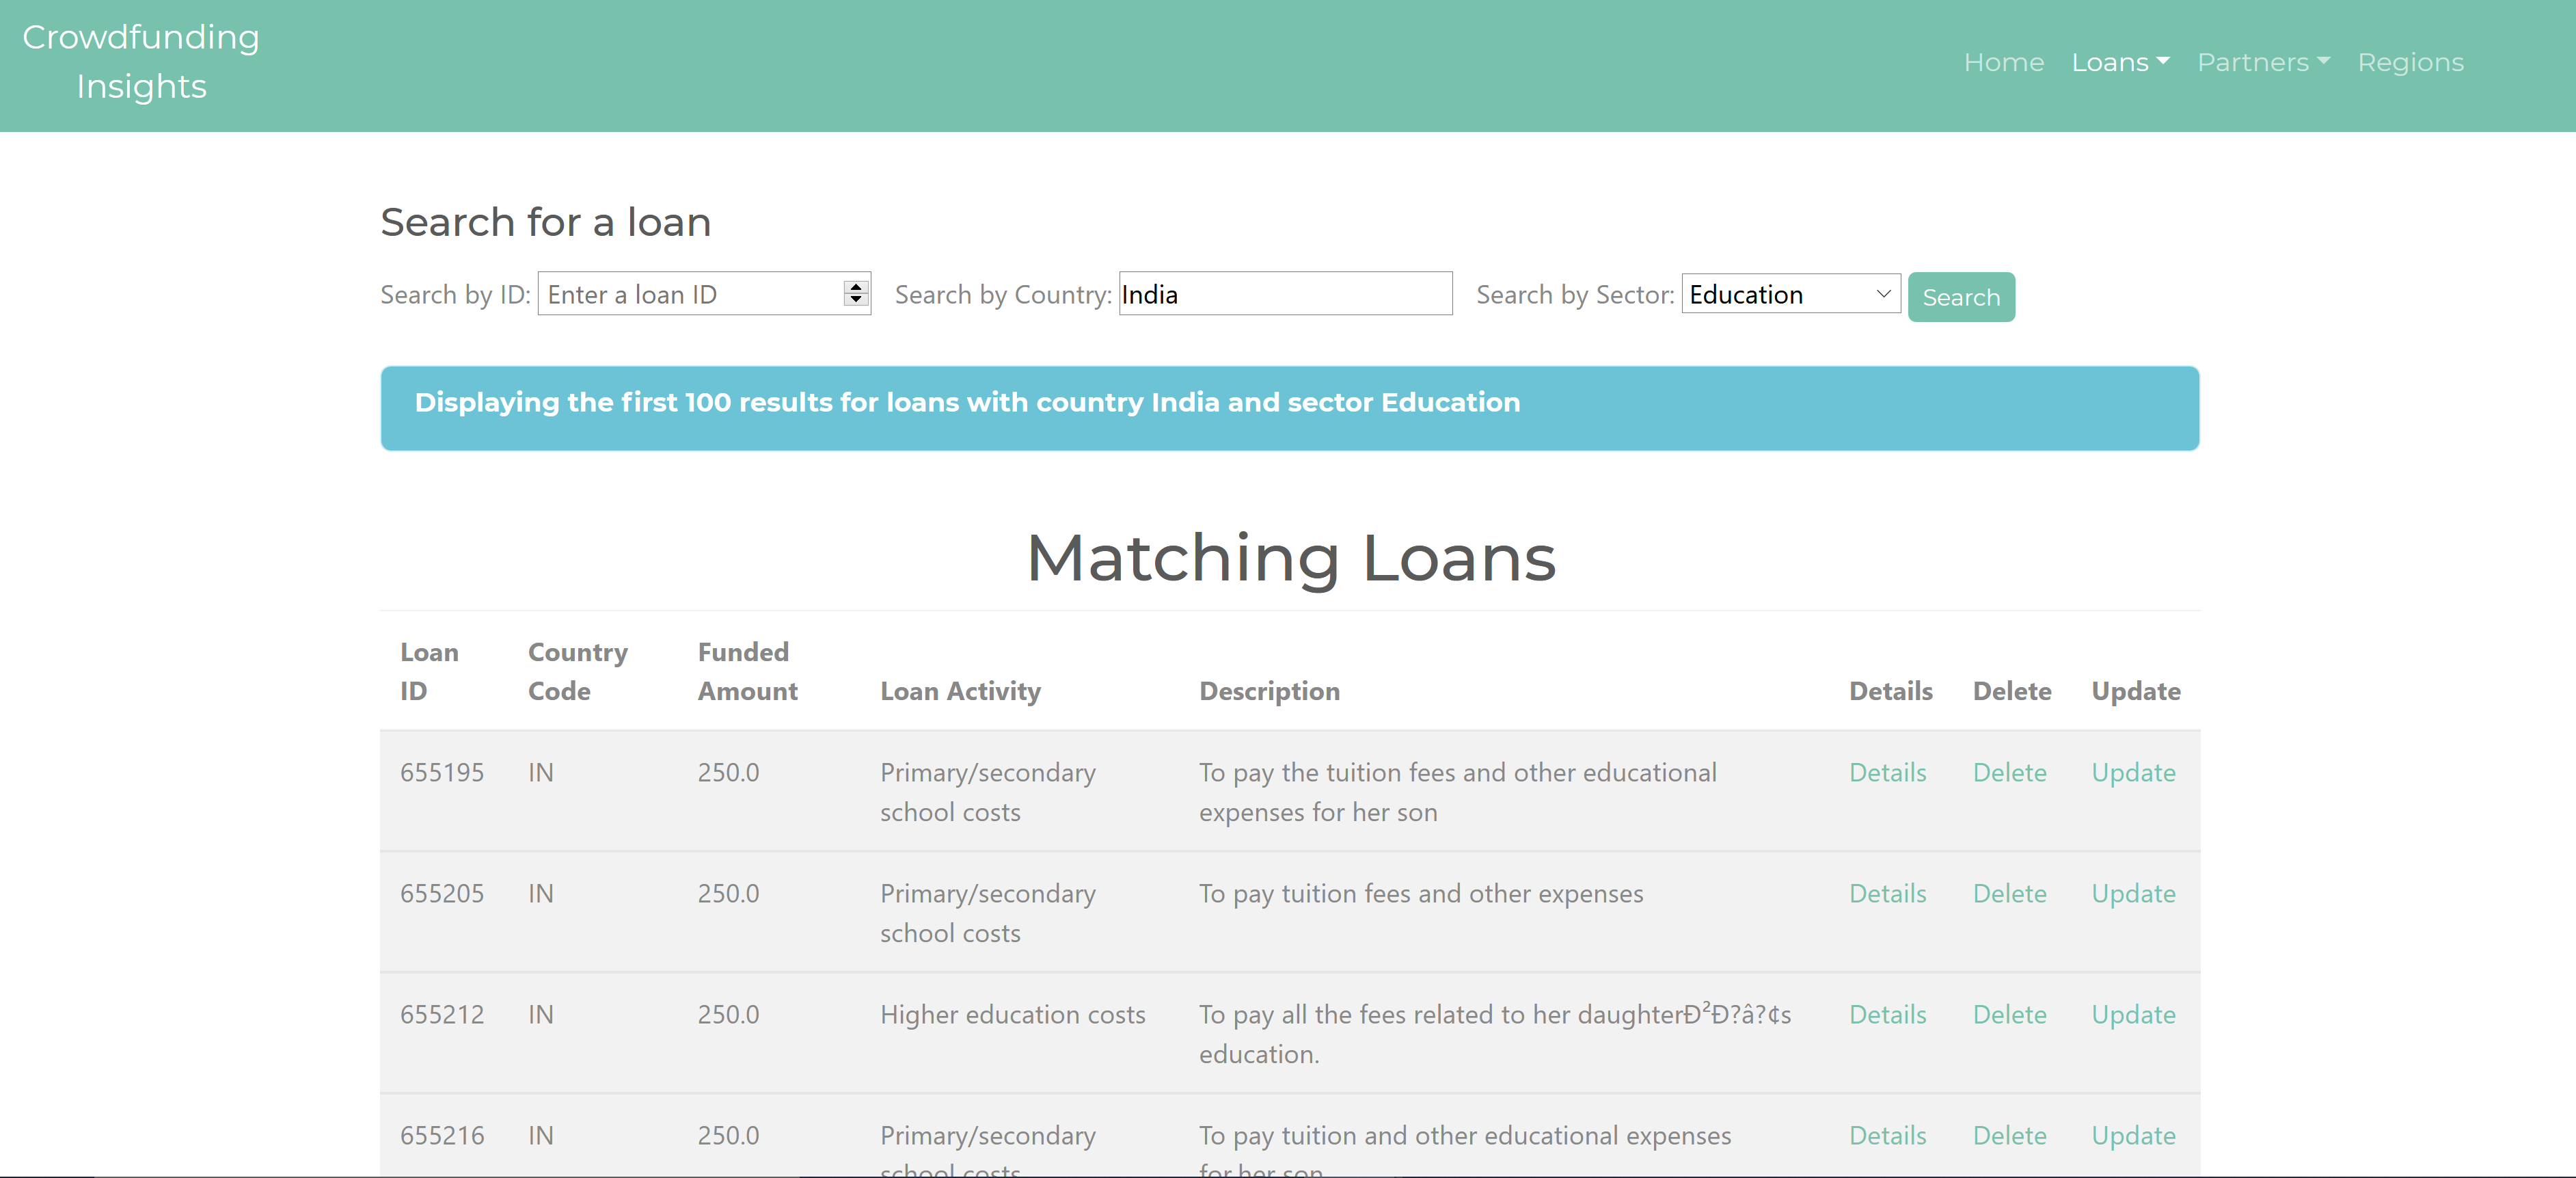 Crowdfunding
Insights
Home Loans Partners Regions
Search for a loan
Search by ID: Enter a loan ID Search by Country: India Search by Sector: Education Search
Displaying the first 100 results for loans with country India and sector Education
Matching Loans
Loan ID Country Code Funded Amount Loan Activity Description Details Delete Update
655195 IN 250.0 Primary/secondary To pay the tuition fees and other educational Details Delete Update
school costs expenses for her son
655205 IN 250.0 Primary/secondary To pay tuition fees and other expenses Details Delete Update
school costs
655212 IN 250.0 Higher education costs To pay all the fees related to her daughterÐ²Ð?â?¢s Details Delete Update
education.
655216 IN 250.0 Primary/secondary To pay tuition and other educational expenses Details Delete Update
school costs for her son